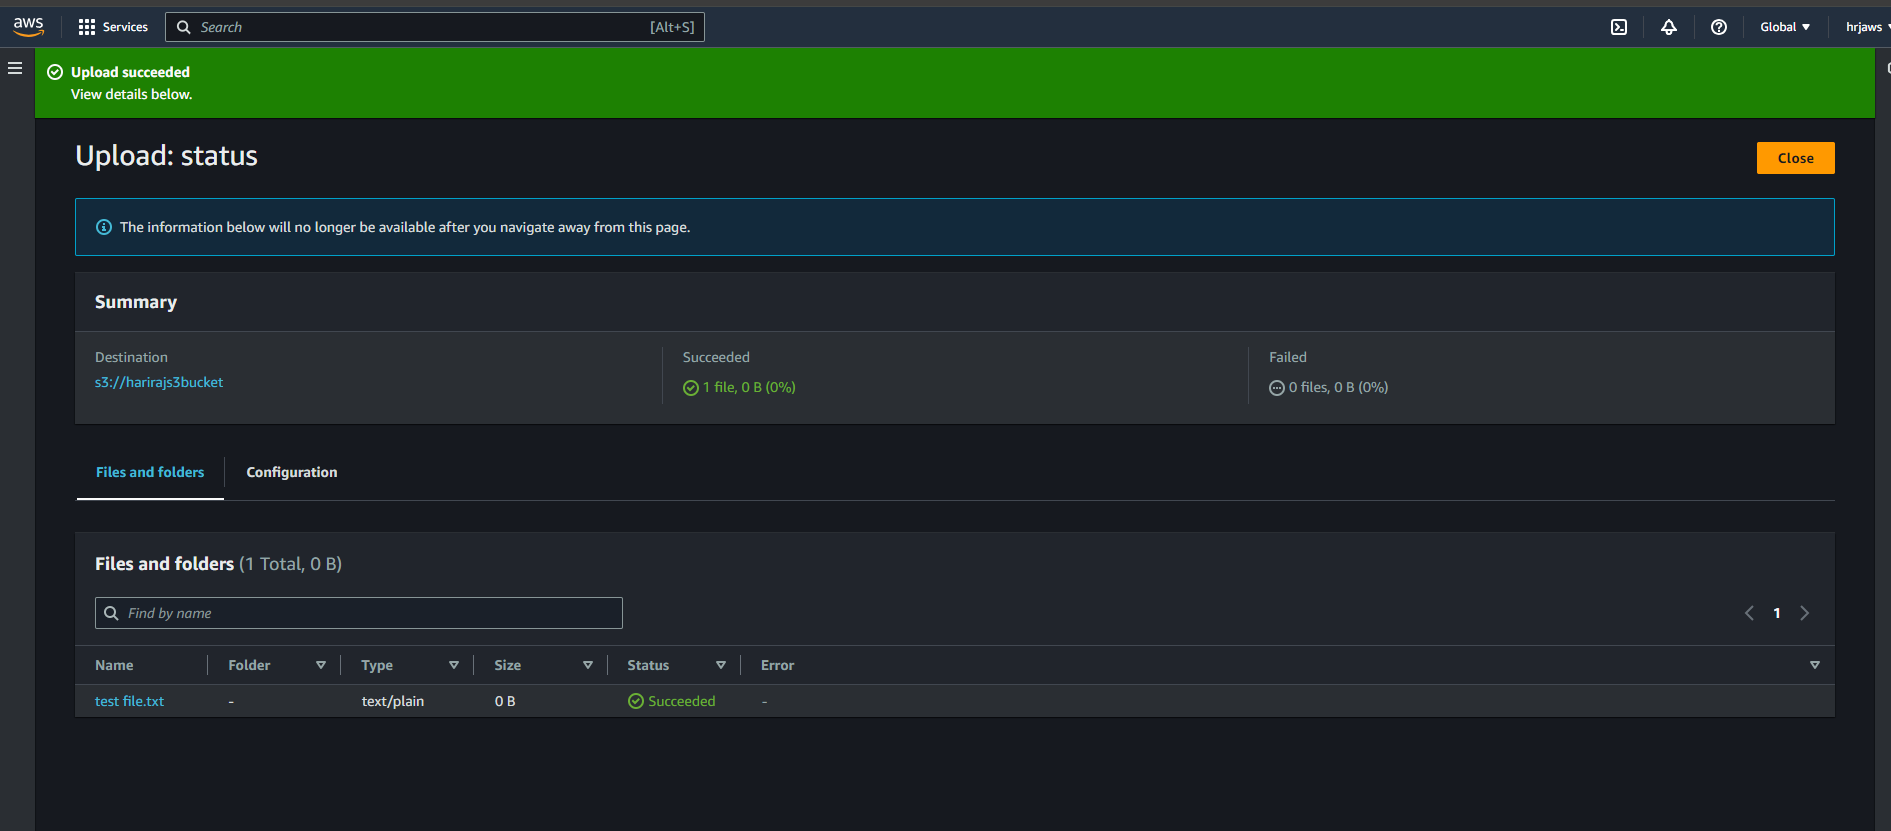 aws Services Search [Alt+S] Global hrjaws
Upload succeeded
View details below.
Upload: status
Close
The information below will no longer be available after you navigate away from this page.
Summary
Destination
s3://harirajs3bucket
Succeeded
1 file, 0 B (0%)
Failed
0 files, 0 B (0%)
Files and folders Configuration
Files and folders (1 Total, 0 B)
Find by name
1
Name Folder Type Size Status Error
test file.txt - text/plain 0 B Succeeded -